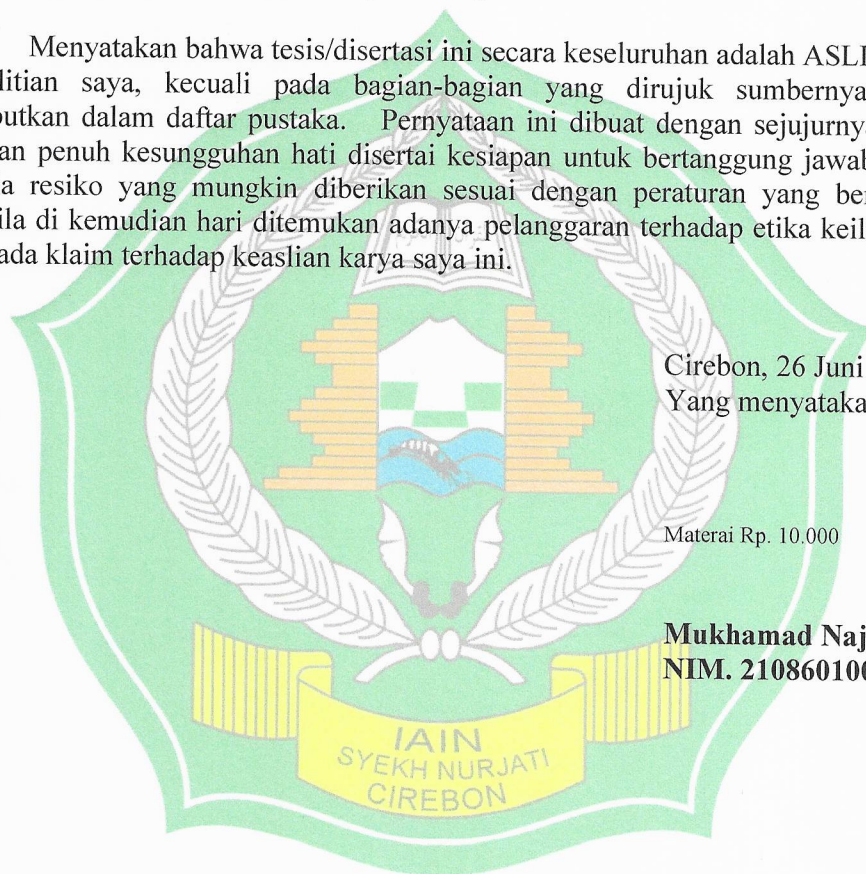 Menyatakan bahwa tesis/disertasi ini secara keseluruhan adalah ASLI
litian saya, kecuali pada bagian-bagian yang dirujuk sumbernya
outkan dalam daftar pustaka. Pernyataan ini dibuat dengan sejujurny
an penuh kesungguhan hati disertai kesiapan untuk bertanggung jawab
a resiko yang mungkin diberikan sesuai dengan peraturan yang ber
ila di kemudian hari ditemukan adanya pelanggaran terhadap etika keil
ada klaim terhadap keaslian karya saya ini.
Cirebon, 26 Juni
Yang menyataka
Materai Rp. 10.000
Mukhamad Naj
NIM. 210860100
IAIN
SYEKH NURJATI
CIREBON